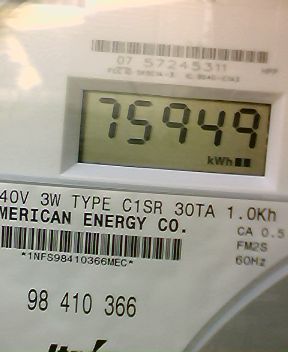 07 57245311
75949
kWh
40V 3W TYPE C1SR 30TA 1.0Kh
MERICAN ENERGY CO.
CA 0.5
FM2S
60Hz
*1NFS98410366MEC*
98 410 366